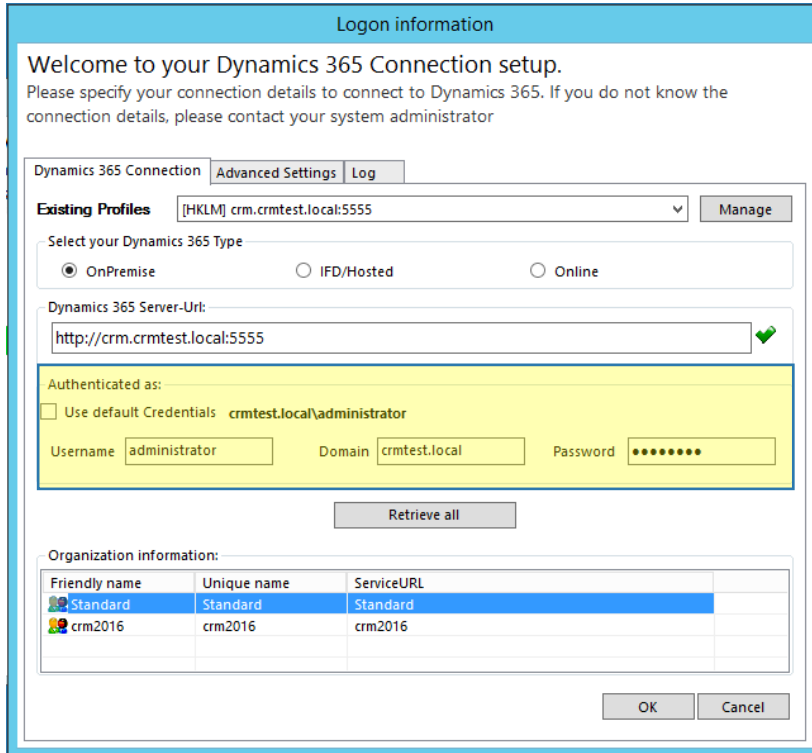 Logon information
Welcome to your Dynamics 365 Connection setup.
Please specify your connection details to connect to Dynamics 365. If you do not know the
connection details, please contact your system administrator
Dynamics 365 Connection Advanced Settings Log
Existing Profiles [HKLM] crm.crmtest.local:5555 Manage
Select your Dynamics 365 Type
OnPremise IFD/Hosted Online
Dynamics 365 Server-Url:
http://crm.crmtest.local:5555
Authenticated as:
Use default Credentials crmtest.local\administrator
Username administrator Domain crmtest.local Password ●●●●●●●●
Retrieve all
Organization information:
Friendly name Unique name ServiceURL
Standard Standard Standard
crm2016 crm2016 crm2016
OK Cancel